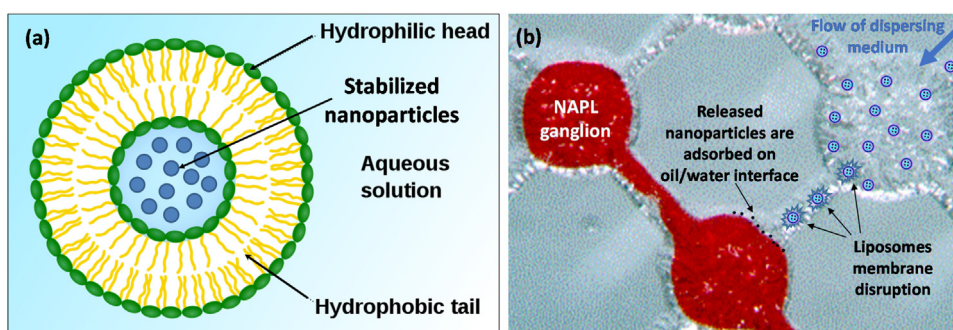 (a)
Hydrophilic head
Stabilized
nanoparticles
Aqueous
solution
Hydrophobic tail
(b)
Flow of dispersing
medium
NAPL
ganglion
Released
nanoparticles are
adsorbed on
oil/water interface
Liposomes
membrane
disruption